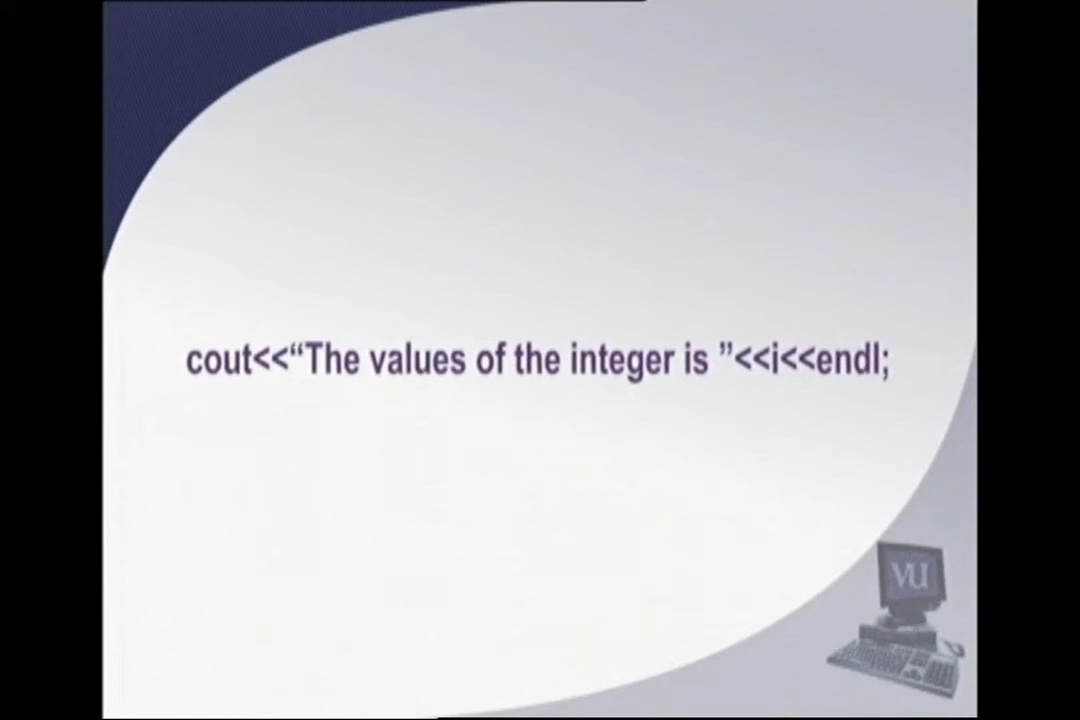 cout<<“The values of the integer is ”<<i<<endl;
VU